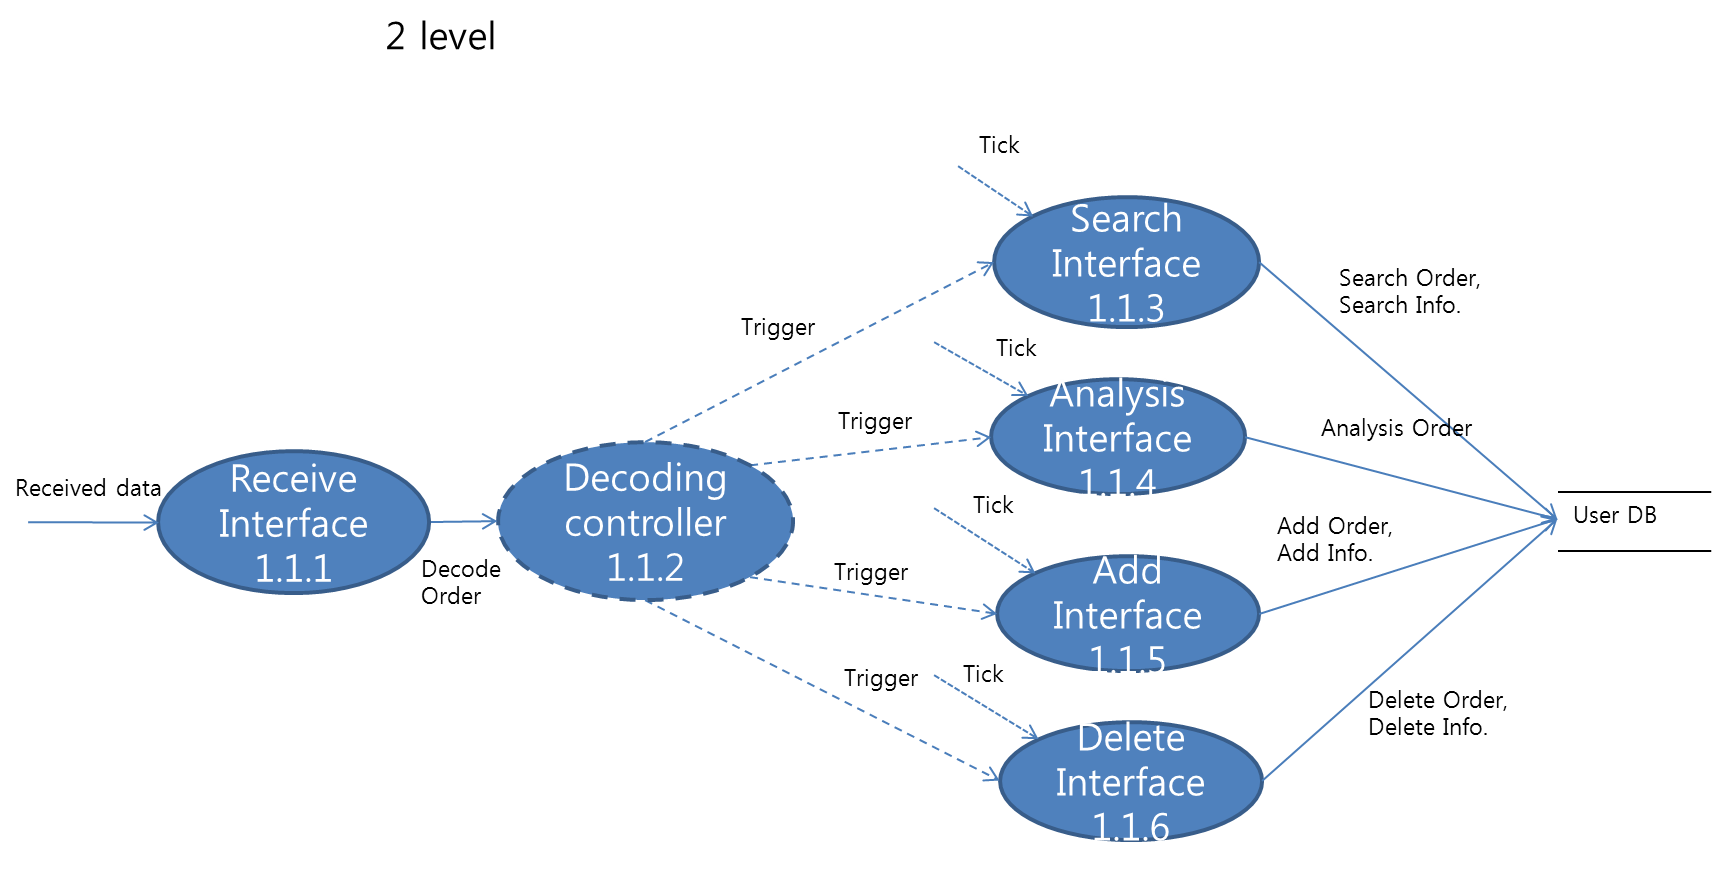 2 level
Tick
Search
Interface
1.1.3
Search Order,
Search Info.
Trigger
Tick
Analysis
Interface
1.1.4
Trigger
Analysis Order
Received data
Receive
Interface
1.1.1
Decode
Order
Decoding
controller
1.1.2
Tick
Add
Interface
1.1.5
Trigger
Add Order,
Add Info.
User DB
Trigger
Tick
Delete
Interface
1.1.6
Delete Order,
Delete Info.